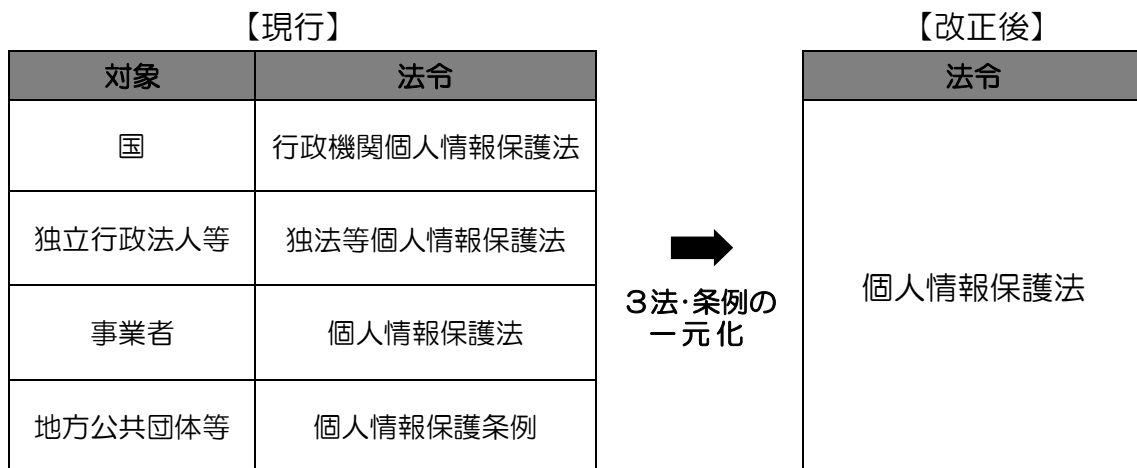 【現行】
【改正後】
対象 法令
法令
国 行政機関個人情報保護法
独立行政法人等 独法等個人情報保護法
事業者 個人情報保護法
地方公共団体等 個人情報保護条例
3法・条例の
一元化
個人情報保護法